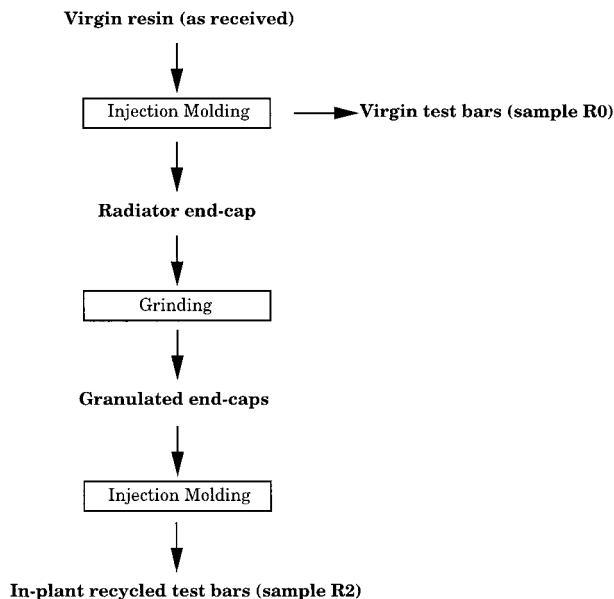 Virgin resin (as received)
Injection Molding
Virgin test bars (sample R0)
Radiator end-cap
Grinding
Granulated end-caps
Injection Molding
In-plant recycled test bars (sample R2)